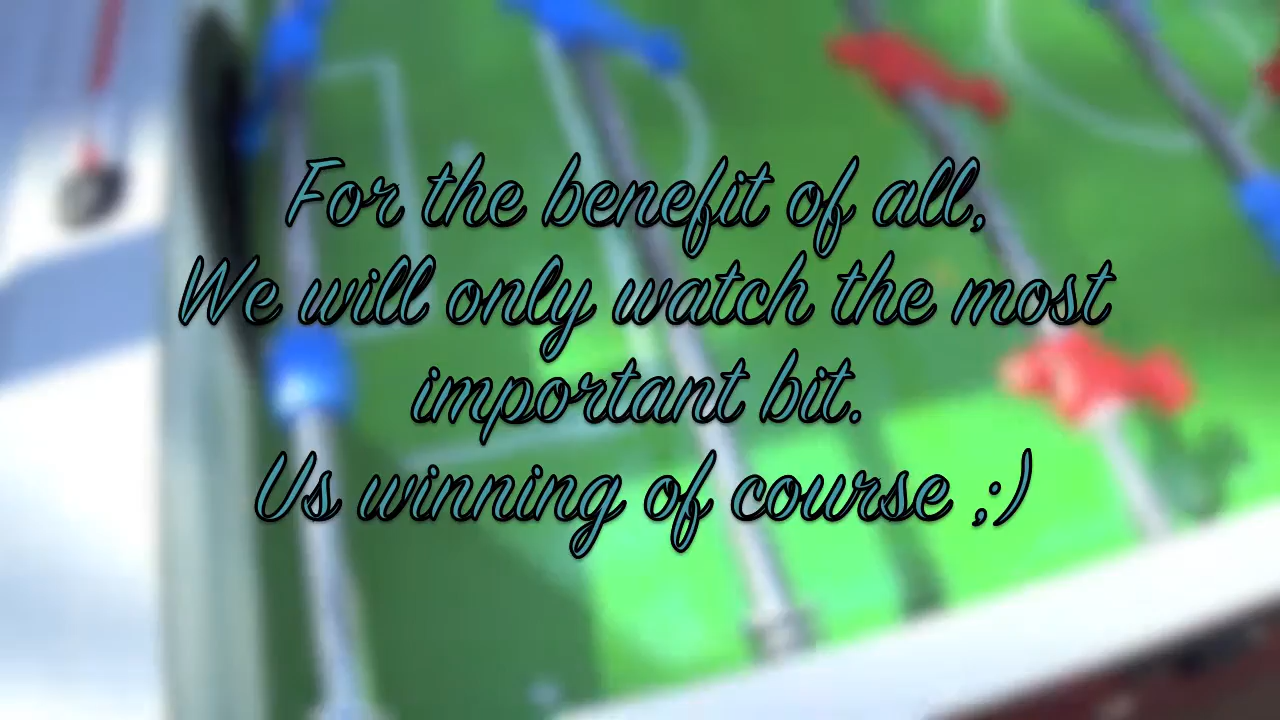 For the benefit of all,
We will only watch the most
important bit.
Us winning of course ;)